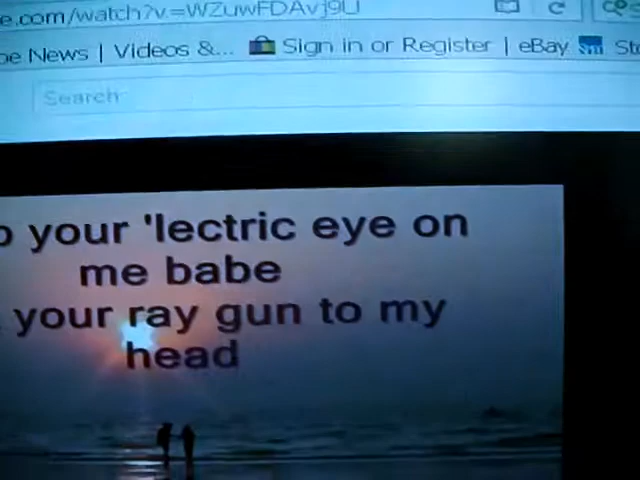 e.com/watch?v=WZuwFDAvj9U
be News | Videos &... Sign in or Register | eBay
Search
your 'lectric eye on
me babe
your ray gun to my
head